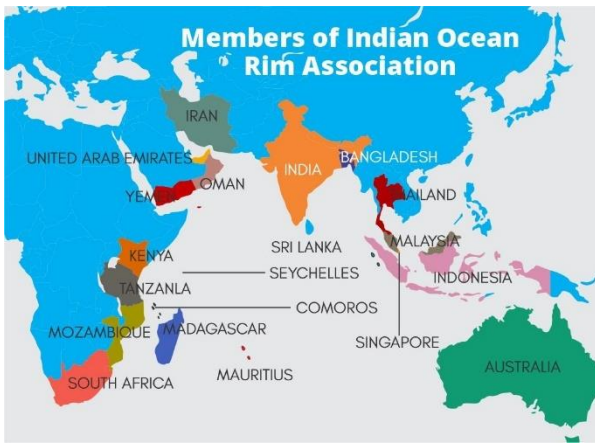 Members of Indian Ocean
Rim Association
IRAN
UNITED ARAB EMIRATES
OMAN
YEMEN
INDIA
BANGLADESH
THAILAND
SRI LANKA
MALAYSIA
KENYA
SEYCHELLES
INDONESIA
TANZANLA
COMOROS
MOZAMBIQUE
MADAGASCAR
SINGAPORE
MAURITIUS
SOUTH AFRICA
AUSTRALIA